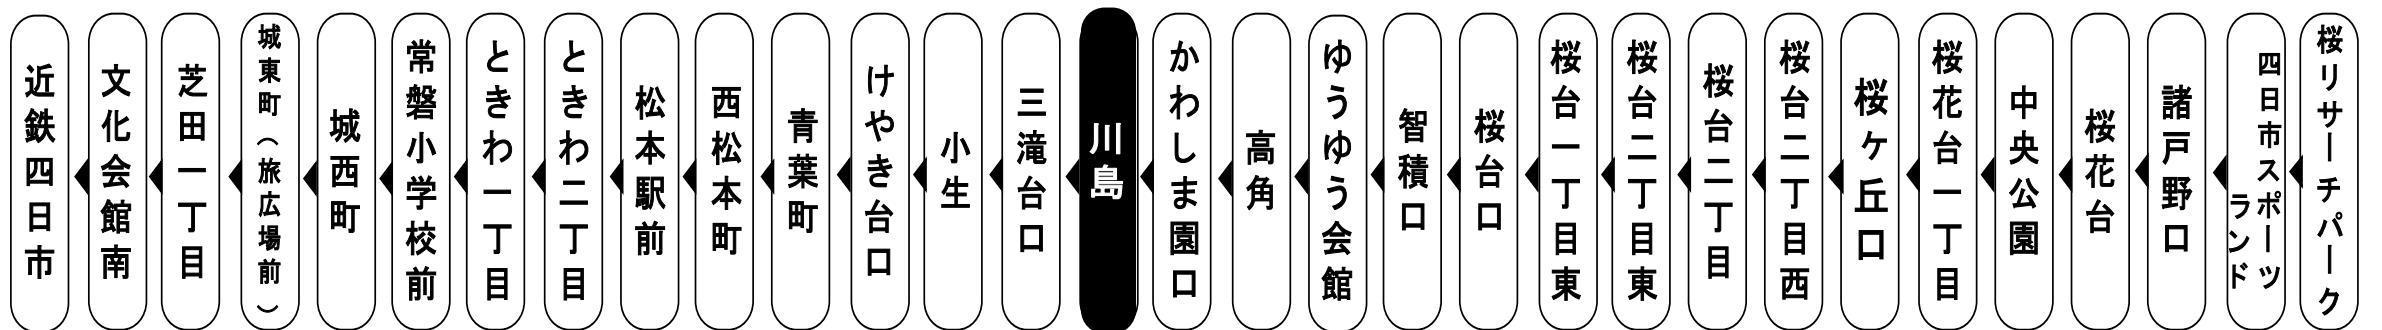 桜リサーチパーク
四日市スポーツ
ランド
諸戸野口
桜花台
中央公園
桜花台一丁目
桜ヶ丘口
桜台二丁目西
桜台二丁目
桜台二丁目東
桜台一丁目東
桜台口
智積口
ゆうゆう会館
高角
かわしま園口
川島
三滝台口
小生
けやき台口
青葉町
西松本町
松本駅前
ときわ二丁目
ときわ一丁目
常磐小学校前
城西町
城東町（旅広場前）
芝田一丁目
文化会館南
近鉄四日市